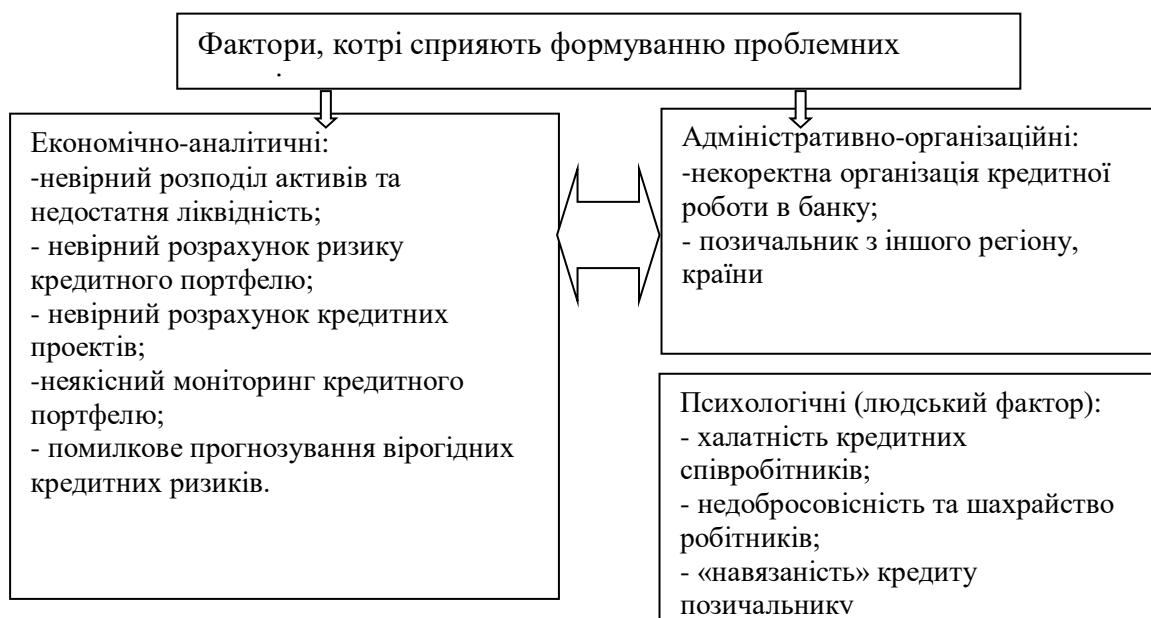 Фактори, котрі сприяють формуванню проблемних
Економічно-аналітичні:
-невірний розподіл активів та
недостатня ліквідність;
- невірний розрахунок ризику
кредитного портфелю;
- невірний розрахунок кредитних
проектів;
-неякісний моніторинг кредитного
портфелю;
- помилкове прогнозування вірогідних
кредитних ризиків.
Адміністративно-організаційні:
-некоректна організація кредитної
роботи в банку;
- позичальник з іншого регіону,
країни
Психологічні (людський фактор):
- халатність кредитних
співробітників;
- недобросовісність та шахрайство
робітників;
- «навязаність» кредиту
позичальнику